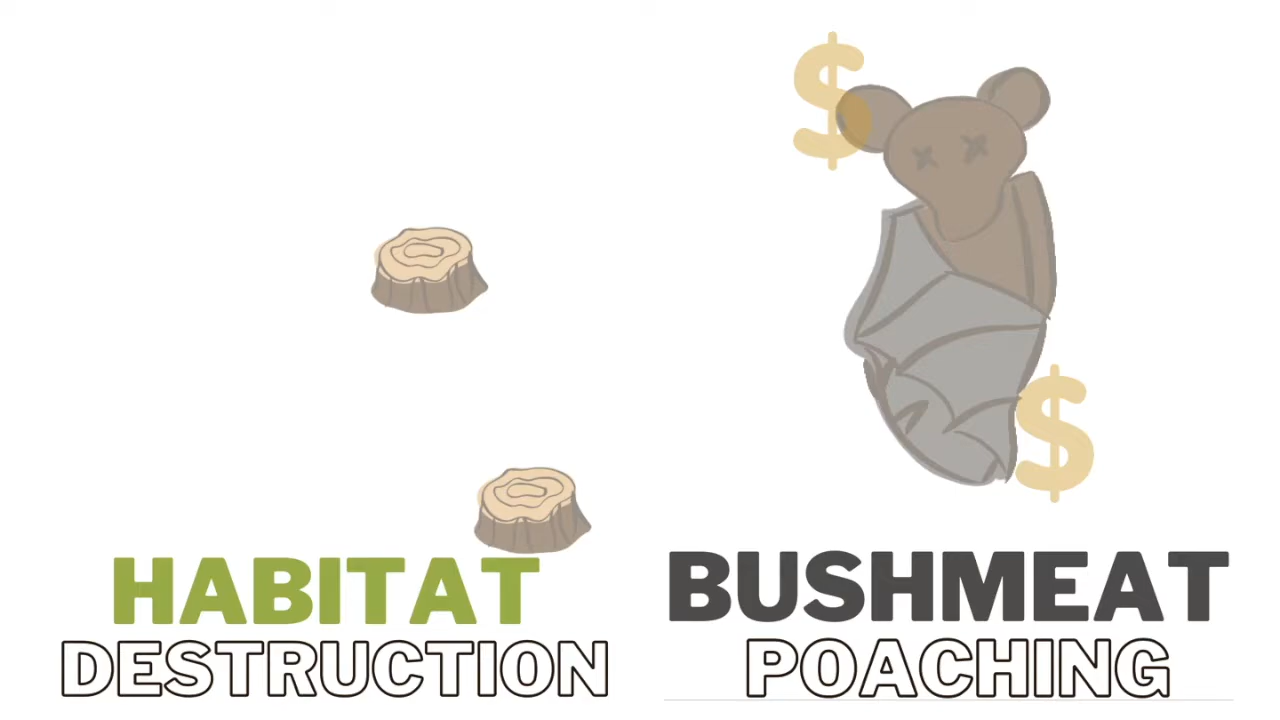 $
$
HABITAT
DESTRUCTION
BUSHMEAT
POACHING